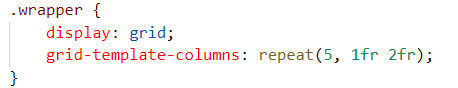 .wrapper {
    display: grid;
    grid-template-columns: repeat(5, 1fr 2fr);
}